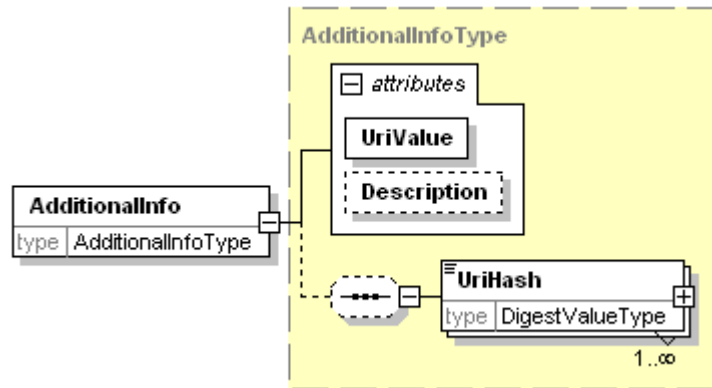 AdditionalInfoType
attributes
UriValue
Description
AdditionalInfo
type AdditionalInfoType
UriHash
type DigestValueType
1..∞